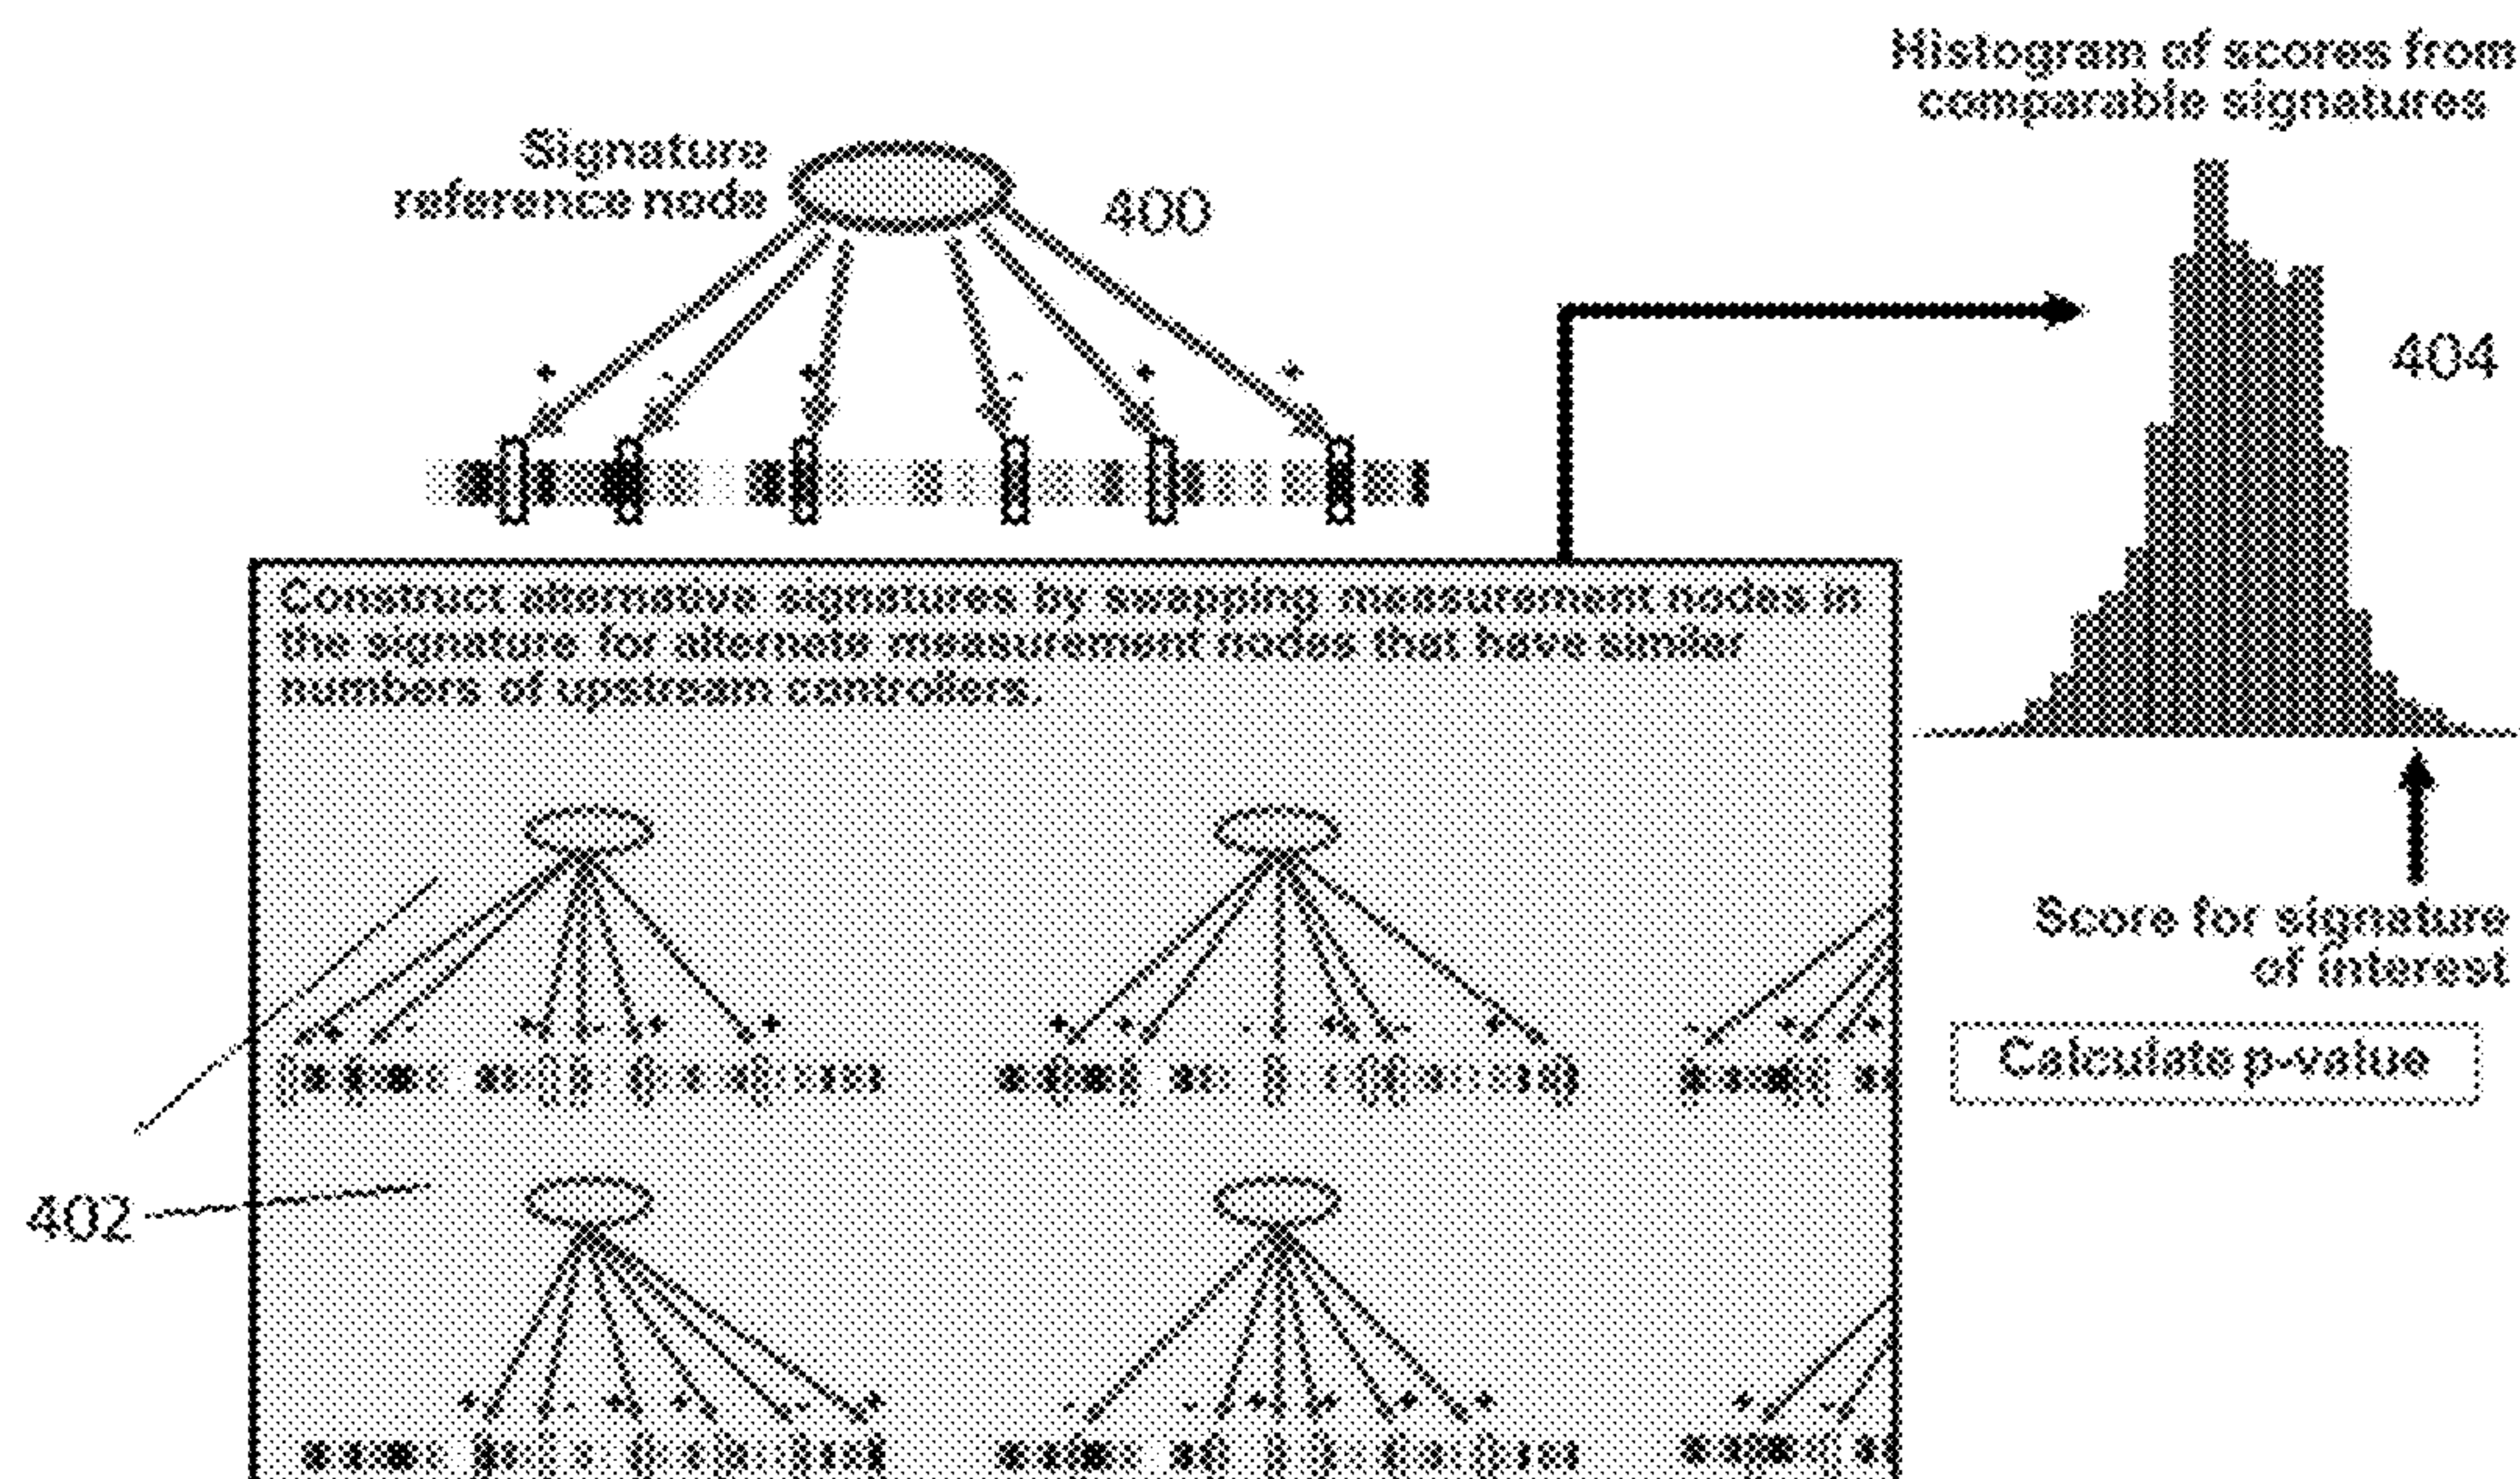 Histogram of scores from
comparable signatures
Signature
reference node
400
404
Construct alternative signatures by swapping measurement nodes in
the signature for alternate measurement nodes that have similar
numbers of upstream controllers.
Score for signature
of interest
Calculate p-value
402